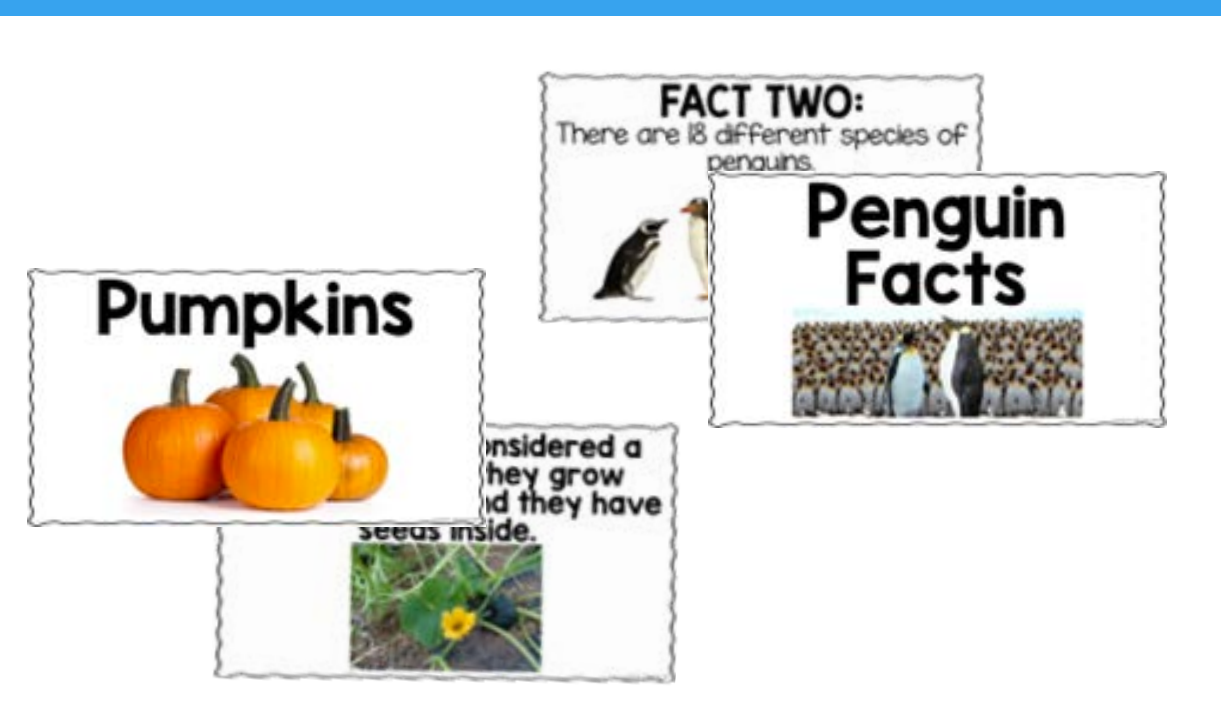 FACT TWO:
There are 18 different species of
penguins.
Penguin
Facts
Pumpkins
onsidered a
hey grow
nd they have
seeds inside.